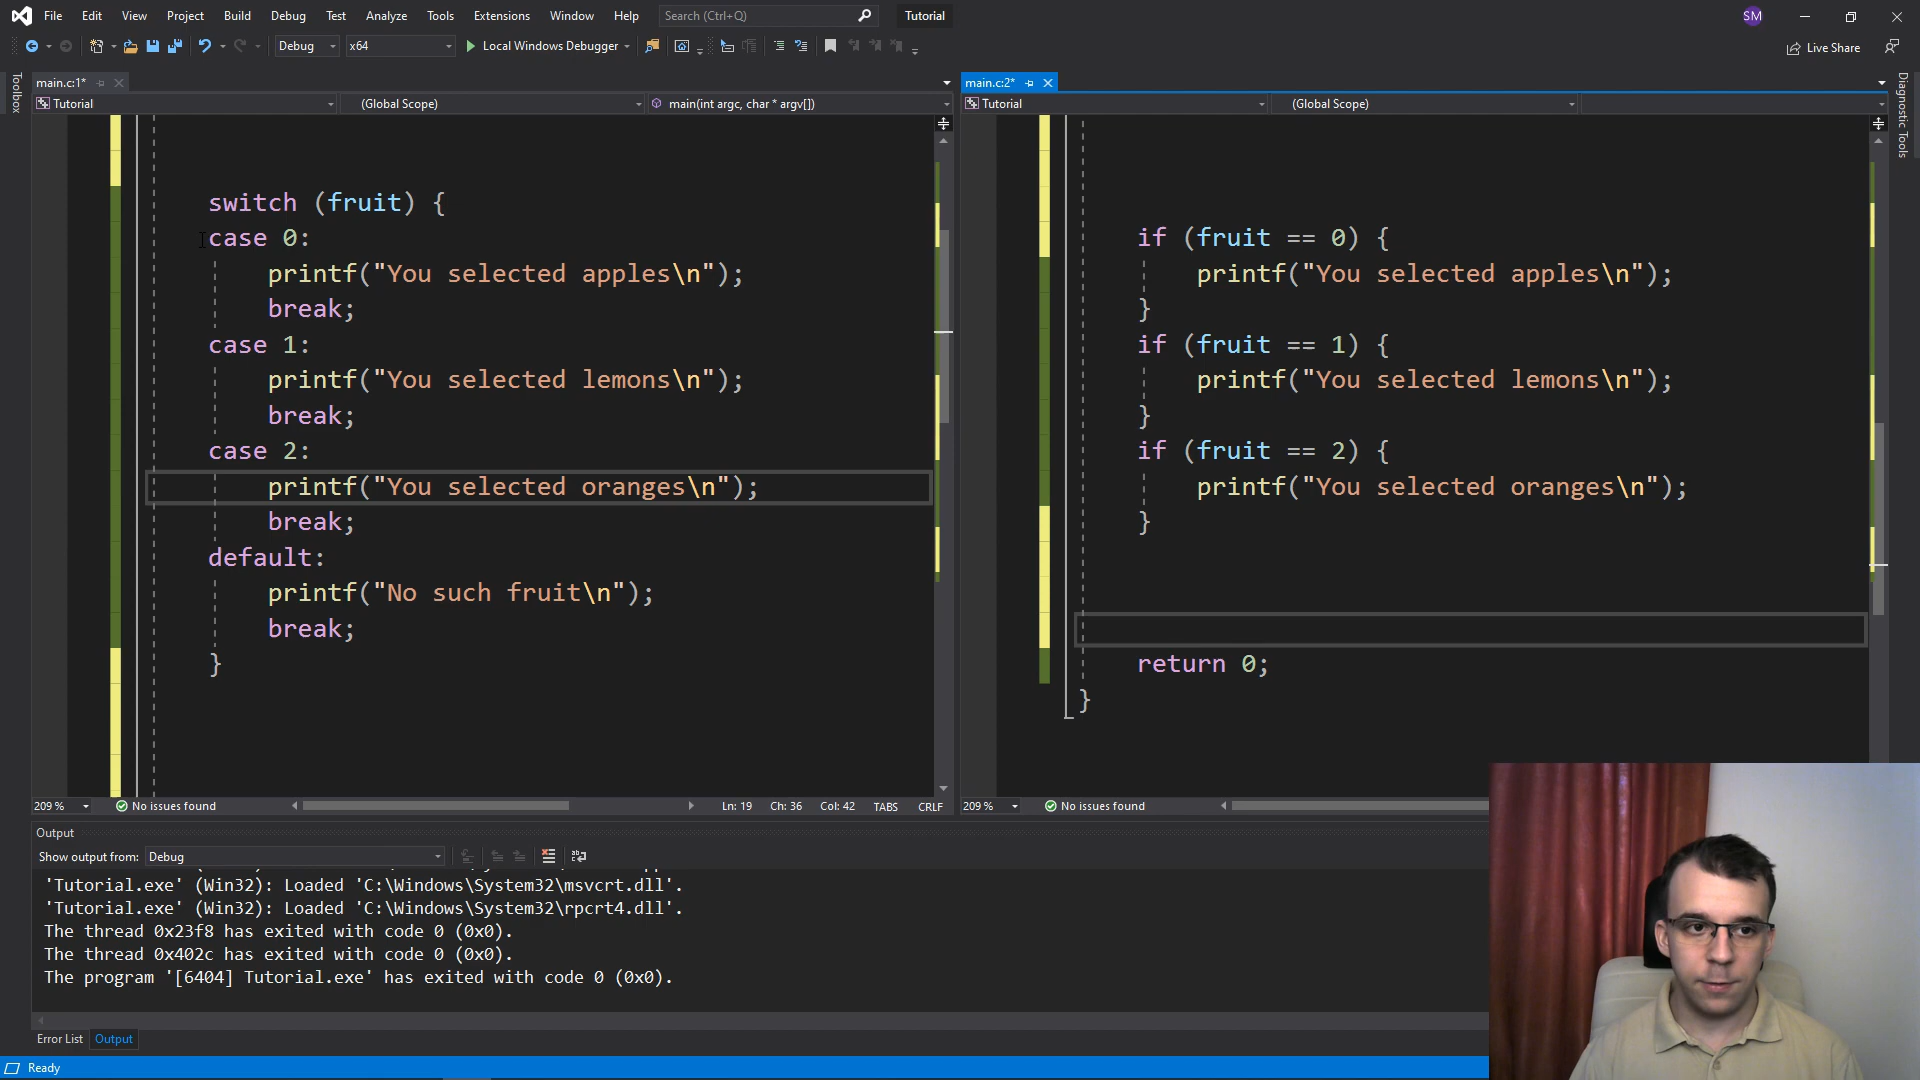 File Edit View Project Build Debug Test Analyze Tools Extensions Window Help Search (Ctrl+Q) Tutorial SM
Debug x64 Local Windows Debugger Live Share
Toolbox
main.c:1*
Tutorial (Global Scope) main(int argc, char * argv[])
switch (fruit) {
case 0:
printf("You selected apples\n");
break;
case 1:
printf("You selected lemons\n");
break;
case 2:
printf("You selected oranges\n");
break;
default:
printf("No such fruit\n");
break;
}
209 % No issues found Ln: 19 Ch: 36 Col: 42 TABS CRLF
main.c:2*
Tutorial (Global Scope)
if (fruit == 0) {
printf("You selected apples\n");
}
if (fruit == 1) {
printf("You selected lemons\n");
}
if (fruit == 2) {
printf("You selected oranges\n");
}
return 0;
}
209 % No issues found
Diagnostic Tools
Output
Show output from: Debug
'Tutorial.exe' (Win32): Loaded 'C:\Windows\System32\msvcrt.dll'.
'Tutorial.exe' (Win32): Loaded 'C:\Windows\System32\rpcrt4.dll'.
The thread 0x23f8 has exited with code 0 (0x0).
The thread 0x402c has exited with code 0 (0x0).
The program '[6404] Tutorial.exe' has exited with code 0 (0x0).
Error List Output
Ready